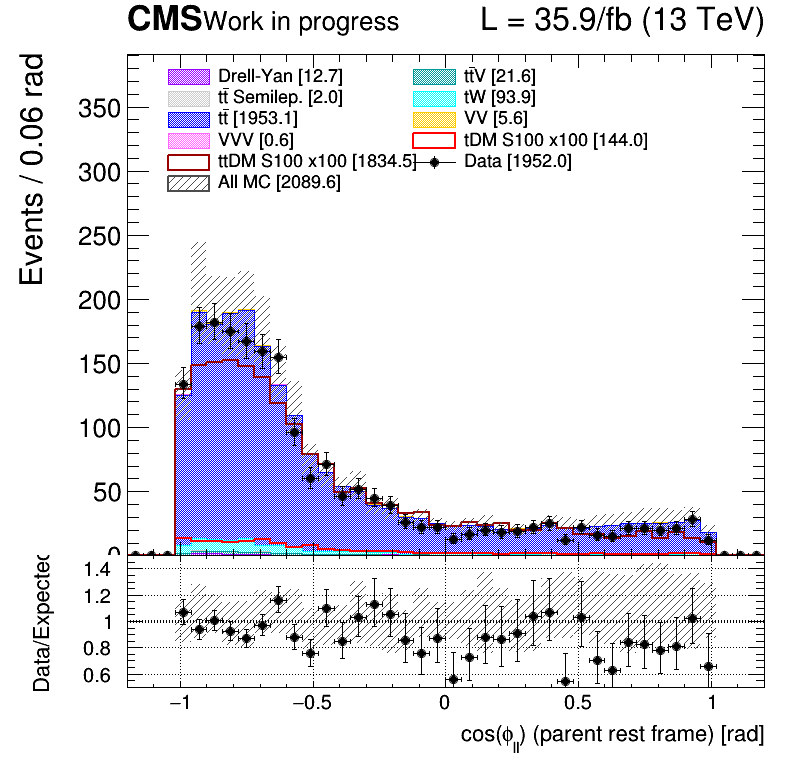 CMS Work in progress L = 35.9/fb (13 TeV)
Events / 0.06 rad
Drell-Yan [12.7] tt̄V [21.6]
tt̄ Semilep. [2.0] tW [93.9]
tt̄ [1953.1] VV [5.6]
VVV [0.6] tDM S100 x100 [144.0]
ttDM S100 x100 [1834.5] Data [1952.0]
All MC [2089.6]
350
300
250
200
150
100
50
0
Data/Expected
1.4
1.2
1
0.8
0.6
−1 −0.5 0 0.5 1
cos(ϕ_ll) (parent rest frame) [rad]